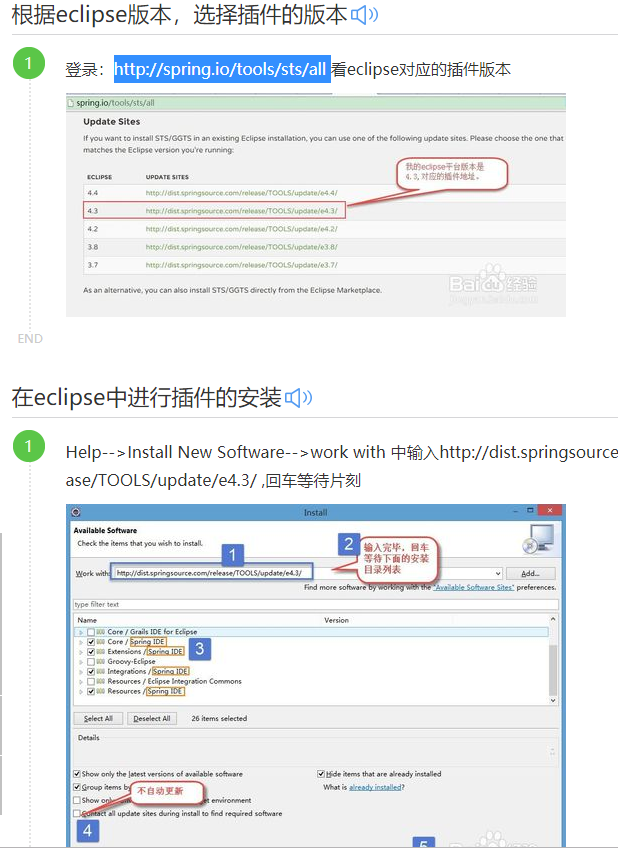 根据eclipse版本，选择插件的版本
1
登录：http://spring.io/tools/sts/all 看eclipse对应的插件版本
spring.io/tools/sts/all
Update Sites
If you want to install STS/GGTS in an existing Eclipse installation, you can use one of the following update sites. Please choose the one that
matches the Eclipse version you're running:
我的eclipse平台版本是
4.3,对应的插件地址。
ECLIPSE UPDATE SITES
4.4 http://dist.springsource.com/release/TOOLS/update/e4.4/
4.3 http://dist.springsource.com/release/TOOLS/update/e4.3/
4.2 http://dist.springsource.com/release/TOOLS/update/e4.2/
3.8 http://dist.springsource.com/release/TOOLS/update/e3.8/
3.7 http://dist.springsource.com/release/TOOLS/update/e3.7/
As an alternative, you can also install STS/GGTS directly from the Eclipse Marketplace.
Baidu 经验
jingyan.baidu.com
END
在eclipse中进行插件的安装
1
Help-->Install New Software-->work with 中输入http://dist.springsource
ase/TOOLS/update/e4.3/ ,回车等待片刻
Install
Available Software
Check the items that you wish to install.
1
2
输入完毕，回车
等待下面的安装
目录列表
Work with: http://dist.springsource.com/release/TOOLS/update/e4.3/ Add...
Find more software by working with the "Available Software Sites" preferences.
type filter text
Name Version
Core / Grails IDE for Eclipse
Core / Spring IDE
Extensions / Spring IDE
3
Groovy-Eclipse
Integrations / Spring IDE
Resources / Eclipse Integration Commons
Resources / Spring IDE
Select All Deselect All 26 items selected
Details
Show only the latest versions of available software Hide items that are already installed
Group items by What is already installed?
不自动更新
Show only et environment
Contact all update sites during install to find required software
4
5
Baidu